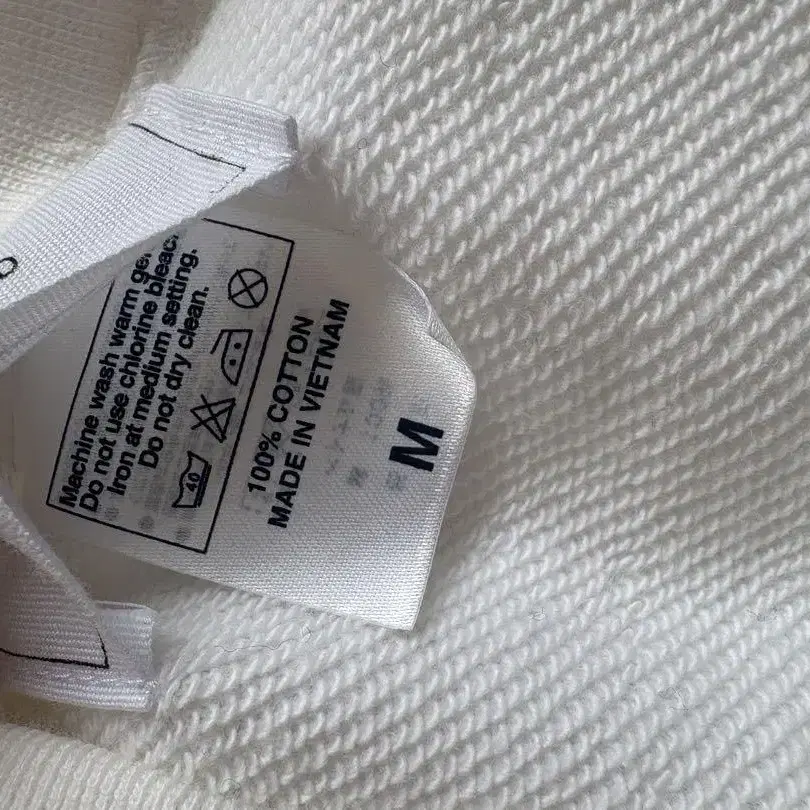 Machine wash warm
Do not use chlorine
Iron at medium setting.
Do not dry clean.
40
100% COTTON
MADE IN VIETNAM
M